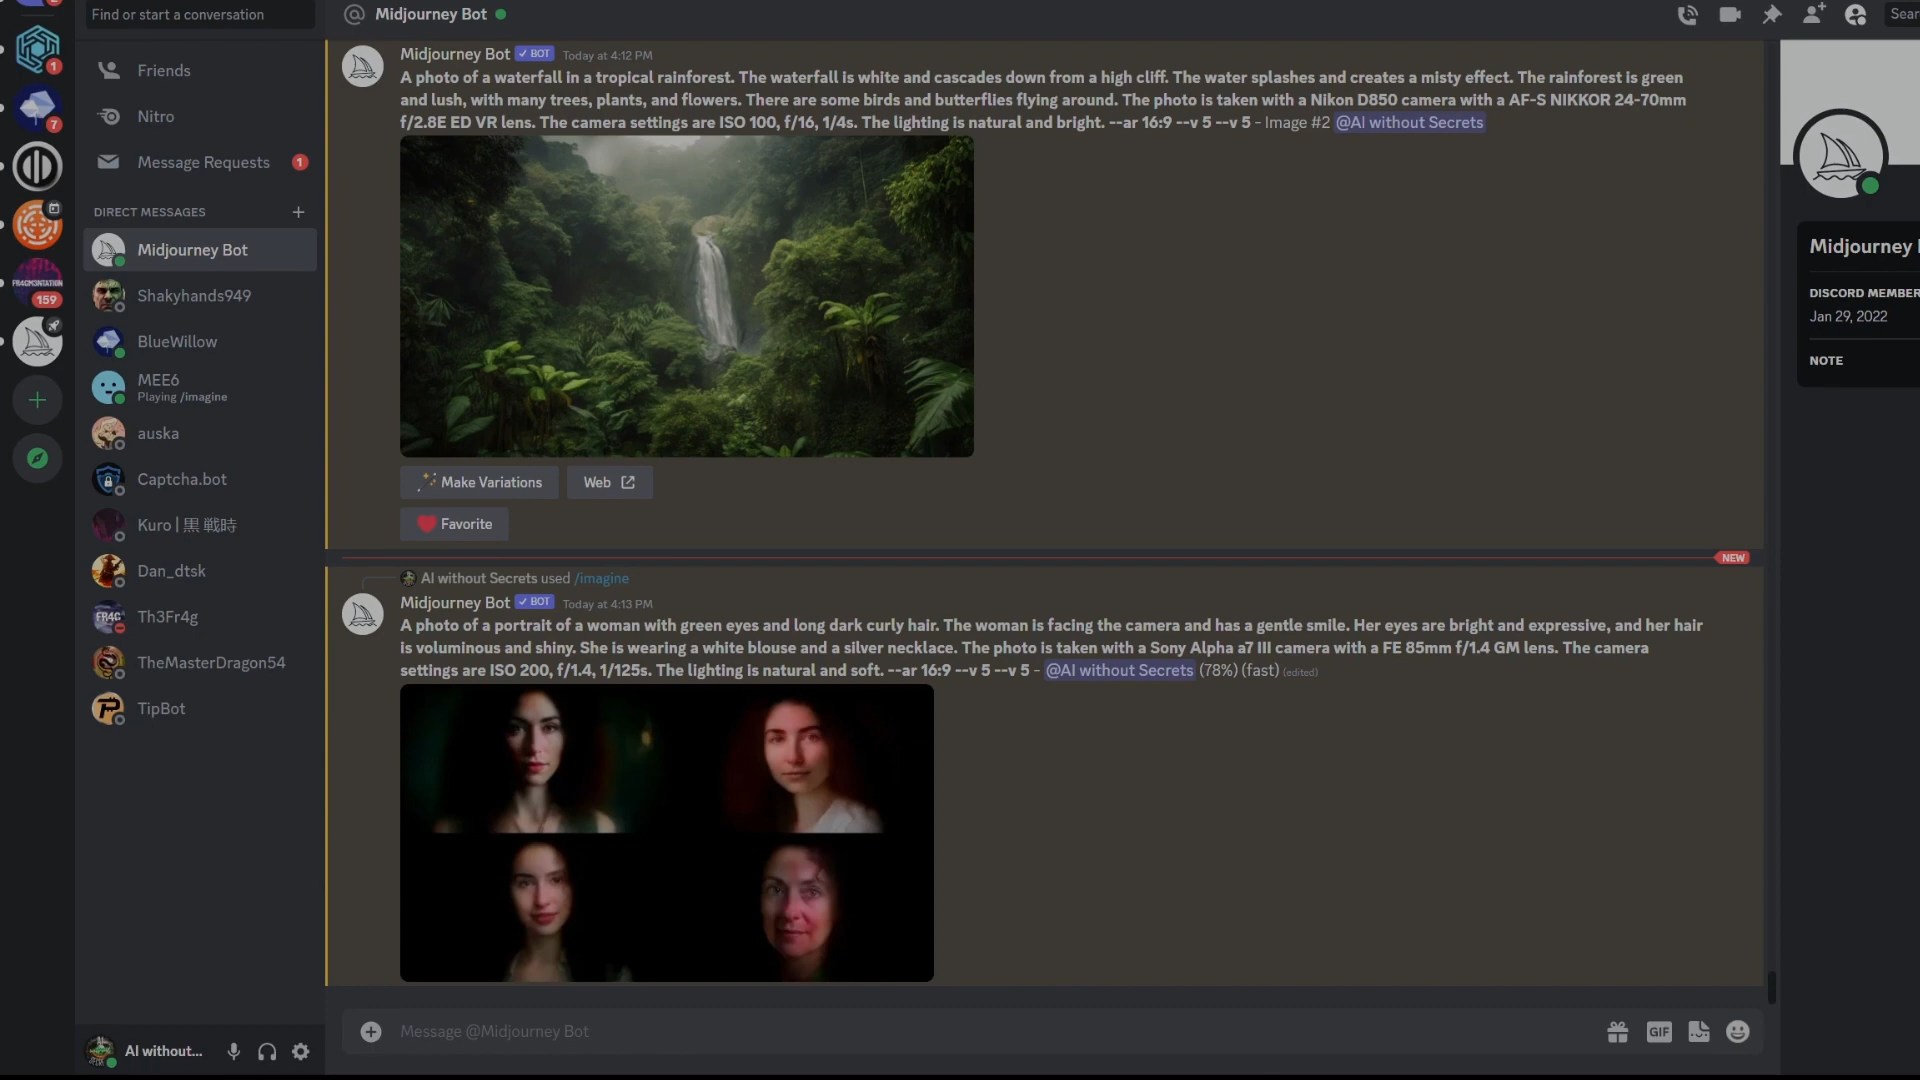 Find or start a conversation
Midjourney Bot
Sear
2
1
7
FR4GM3NTATION
159
Friends
Nitro
Message Requests
1
DIRECT MESSAGES
Midjourney Bot
Shakyhands949
BlueWillow
MEE6
Playing /imagine
auska
Captcha.bot
Kuro | 黒 戦時
Dan_dtsk
FR4G
Th3Fr4g
TheMasterDragon54
TipBot
AI without...
Midjourney Bot ✓ BOT Today at 4:12 PM
A photo of a waterfall in a tropical rainforest. The waterfall is white and cascades down from a high cliff. The water splashes and creates a misty effect. The rainforest is green
and lush, with many trees, plants, and flowers. There are some birds and butterflies flying around. The photo is taken with a Nikon D850 camera with a AF-S NIKKOR 24-70mm
f/2.8E ED VR lens. The camera settings are ISO 100, f/16, 1/4s. The lighting is natural and bright. --ar 16:9 --v 5 --v 5 - Image #2 @AI without Secrets
Make Variations
Web
Favorite
NEW
AI without Secrets used /imagine
Midjourney Bot ✓ BOT Today at 4:13 PM
A photo of a portrait of a woman with green eyes and long dark curly hair. The woman is facing the camera and has a gentle smile. Her eyes are bright and expressive, and her hair
is voluminous and shiny. She is wearing a white blouse and a silver necklace. The photo is taken with a Sony Alpha a7 III camera with a FE 85mm f/1.4 GM lens. The camera
settings are ISO 200, f/1.4, 1/125s. The lighting is natural and soft. --ar 16:9 --v 5 --v 5 - @AI without Secrets (78%) (fast) (edited)
Message @Midjourney Bot
GIF
Midjourney
DISCORD MEMBER
Jan 29, 2022
NOTE